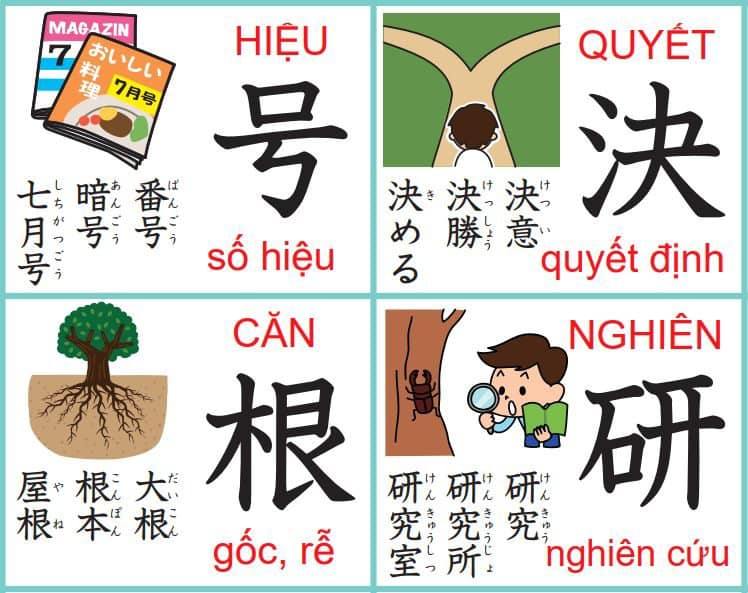 MAGAZIN
7
おいしい
料理
7月号
HIỆU
号
番号
ばんごう
暗号
あんごう
七月号
しちがつごう
số hiệu
QUYẾT
決
決意
けつい
決勝
けっしょう
決める
き
quyết định
CĂN
根
大根
だいこん
根本
こんぽん
屋根
やね
gốc, rễ
NGHIÊN
研
研究
けんきゅう
研究所
けんきゅうじょ
研究室
けんきゅうしつ
nghiên cứu